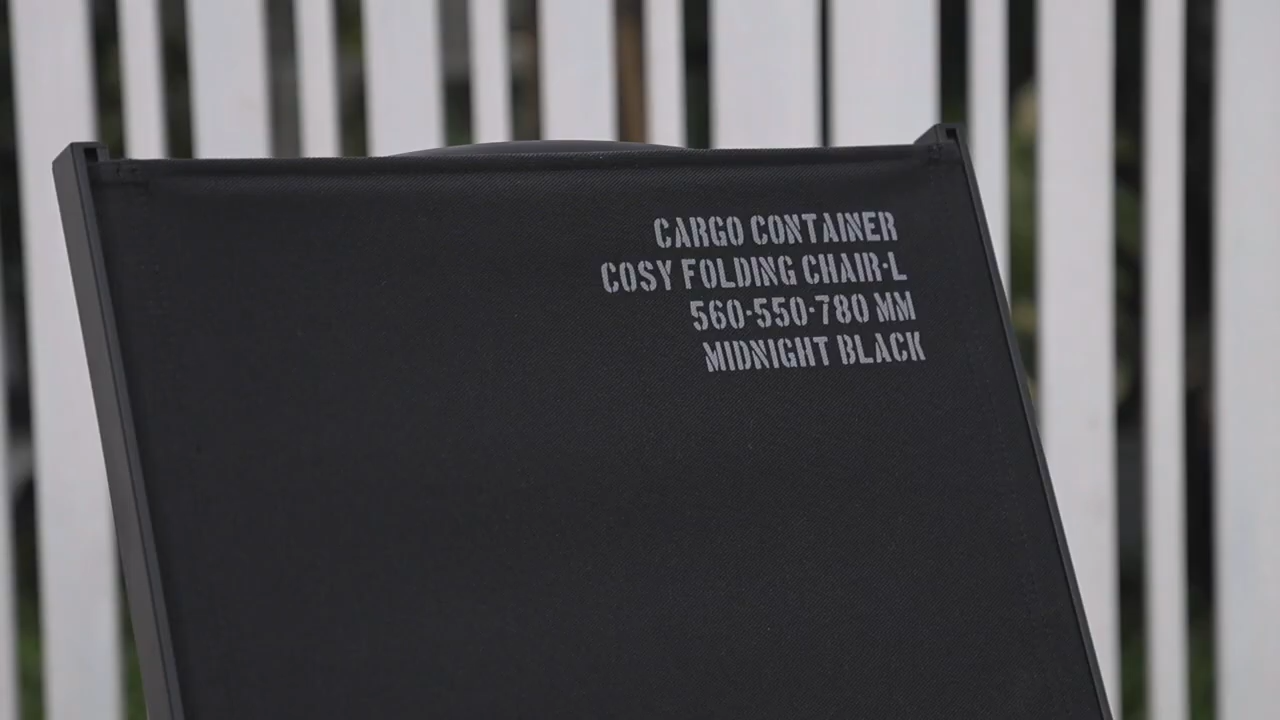 CARGO CONTAINER
COSY FOLDING CHAIR·L
560·550·780 MM
MIDNIGHT BLACK